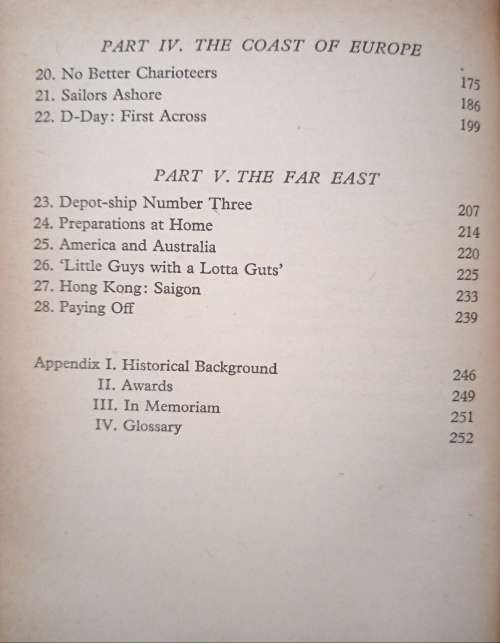 PART IV. THE COAST OF EUROPE
20. No Better Charioteers 175
21. Sailors Ashore 186
22. D-Day: First Across 199
PART V. THE FAR EAST
23. Depot-ship Number Three 207
24. Preparations at Home 214
25. America and Australia 220
26. ‘Little Guys with a Lotta Guts’ 225
27. Hong Kong: Saigon 233
28. Paying Off 239
Appendix I. Historical Background 246
II. Awards 249
III. In Memoriam 251
IV. Glossary 252